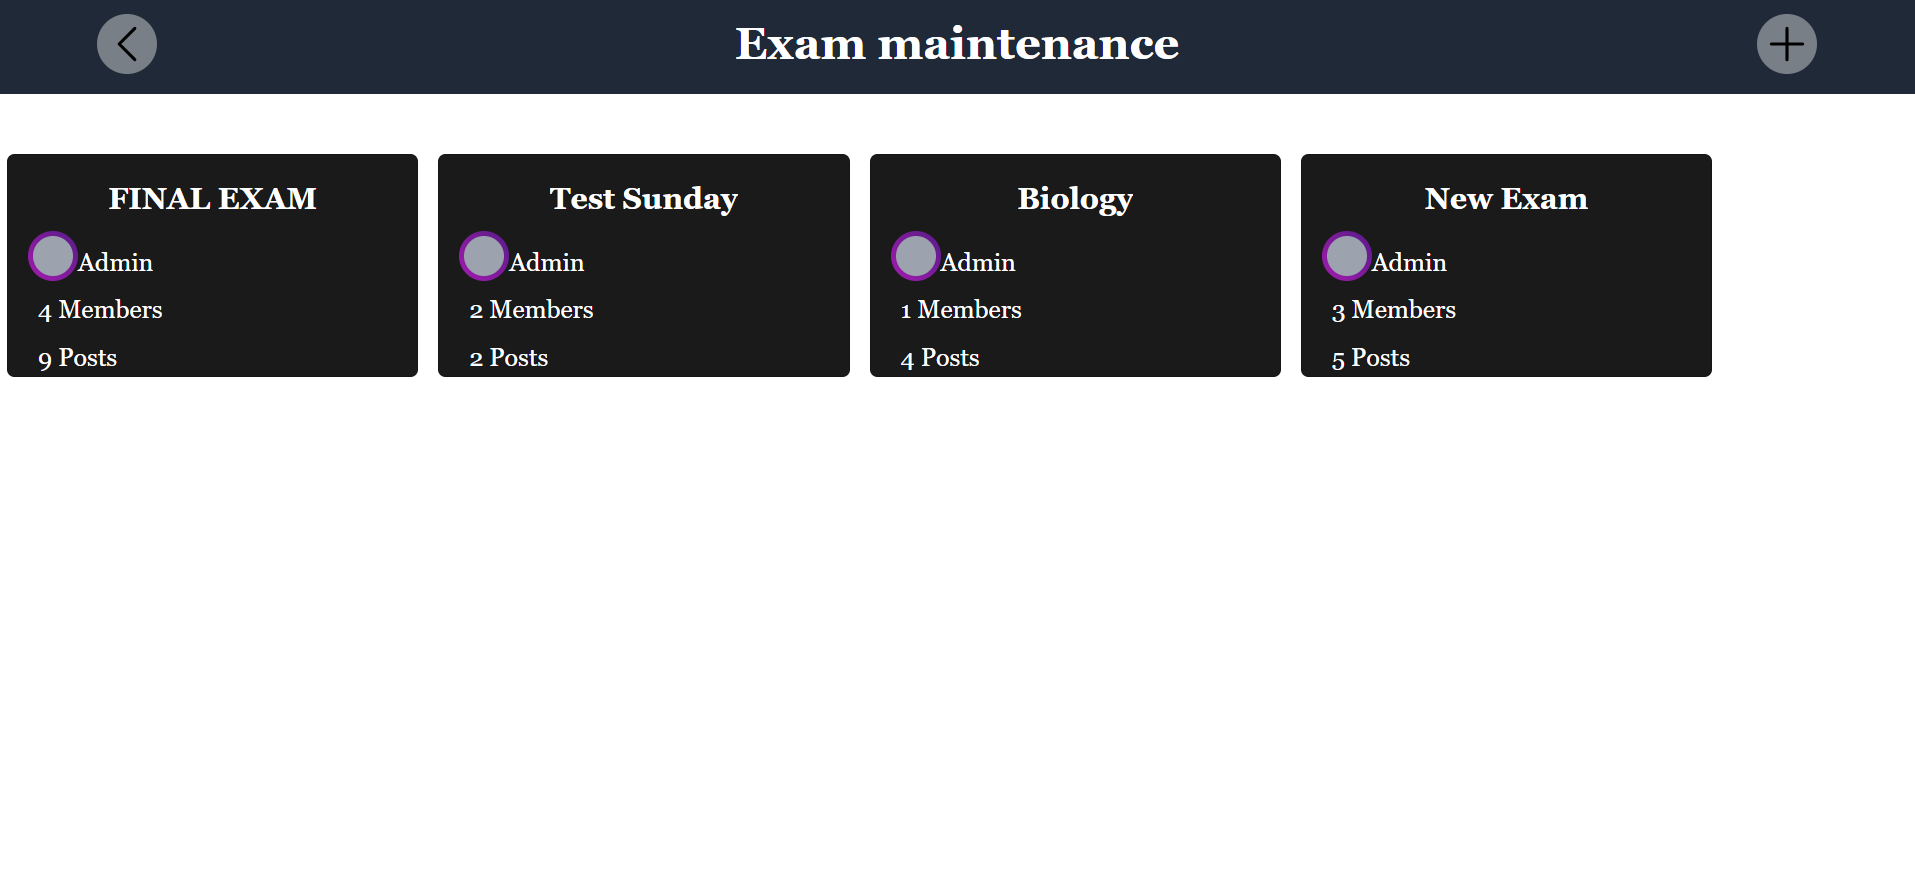 Exam maintenance
FINAL EXAM
Admin
4 Members
9 Posts
Test Sunday
Admin
2 Members
2 Posts
Biology
Admin
1 Members
4 Posts
New Exam
Admin
3 Members
5 Posts